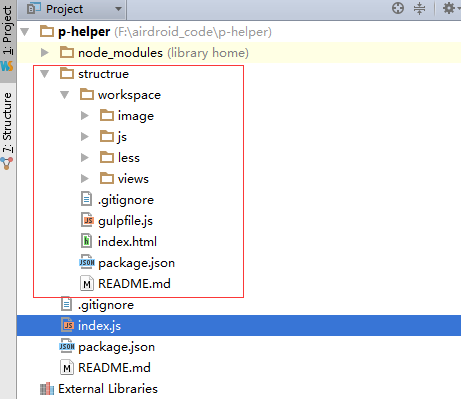 Project
1: Project
7: Structure
p-helper (F:\airdroid_code\p-helper)
node_modules (library home)
structrue
workspace
image
js
less
views
.gitignore
gulpfile.js
index.html
package.json
README.md
.gitignore
index.js
package.json
README.md
External Libraries